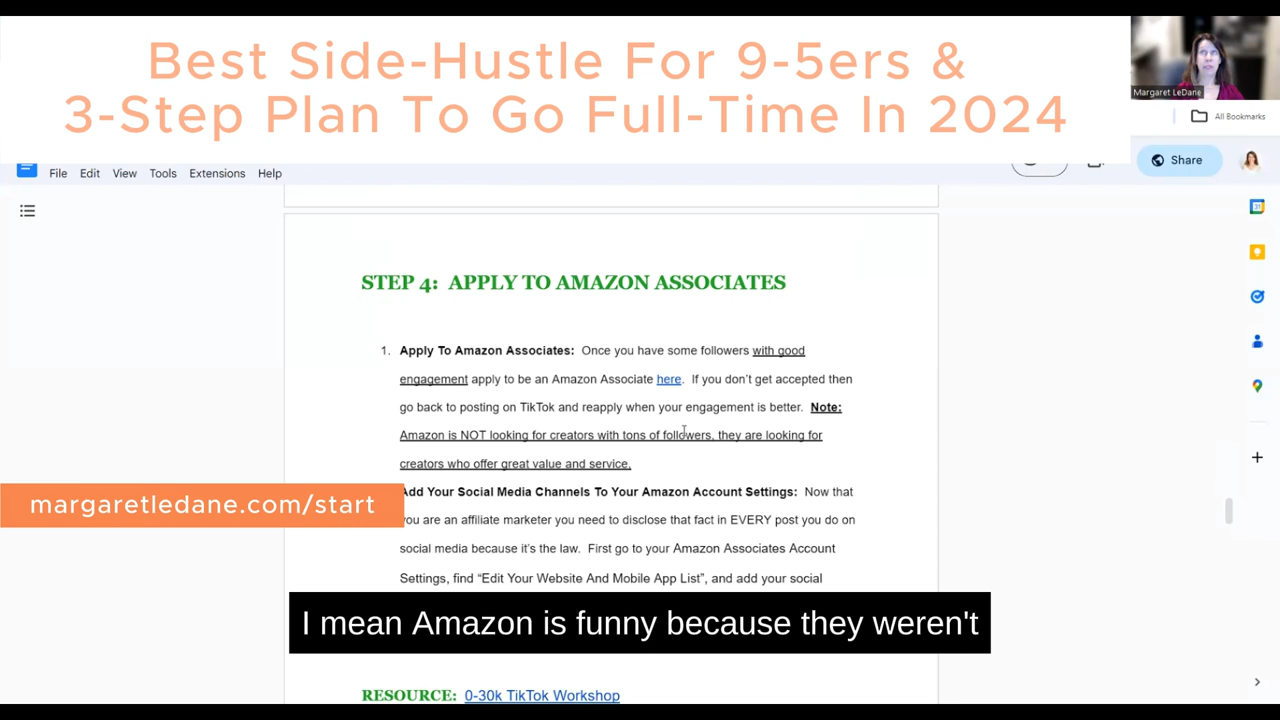 Best Side-Hustle For 9-5ers &
3-Step Plan To Go Full-Time In 2024
Margaret LeDane
All Bookmarks
File Edit View Tools Extensions Help
Share
31
STEP 4: APPLY TO AMAZON ASSOCIATES
1. Apply To Amazon Associates: Once you have some followers with good
engagement apply to be an Amazon Associate here. If you don't get accepted then
go back to posting on TikTok and reapply when your engagement is better. Note:
Amazon is NOT looking for creators with tons of followers, they are looking for
creators who offer great value and service.
Add Your Social Media Channels To Your Amazon Account Settings: Now that
you are an affiliate marketer you need to disclose that fact in EVERY post you do on
social media because it's the law. First go to your Amazon Associates Account
Settings, find “Edit Your Website And Mobile App List”, and add your social
margaretledane.com/start
I mean Amazon is funny because they weren't
RESOURCE: 0-30k TikTok Workshop